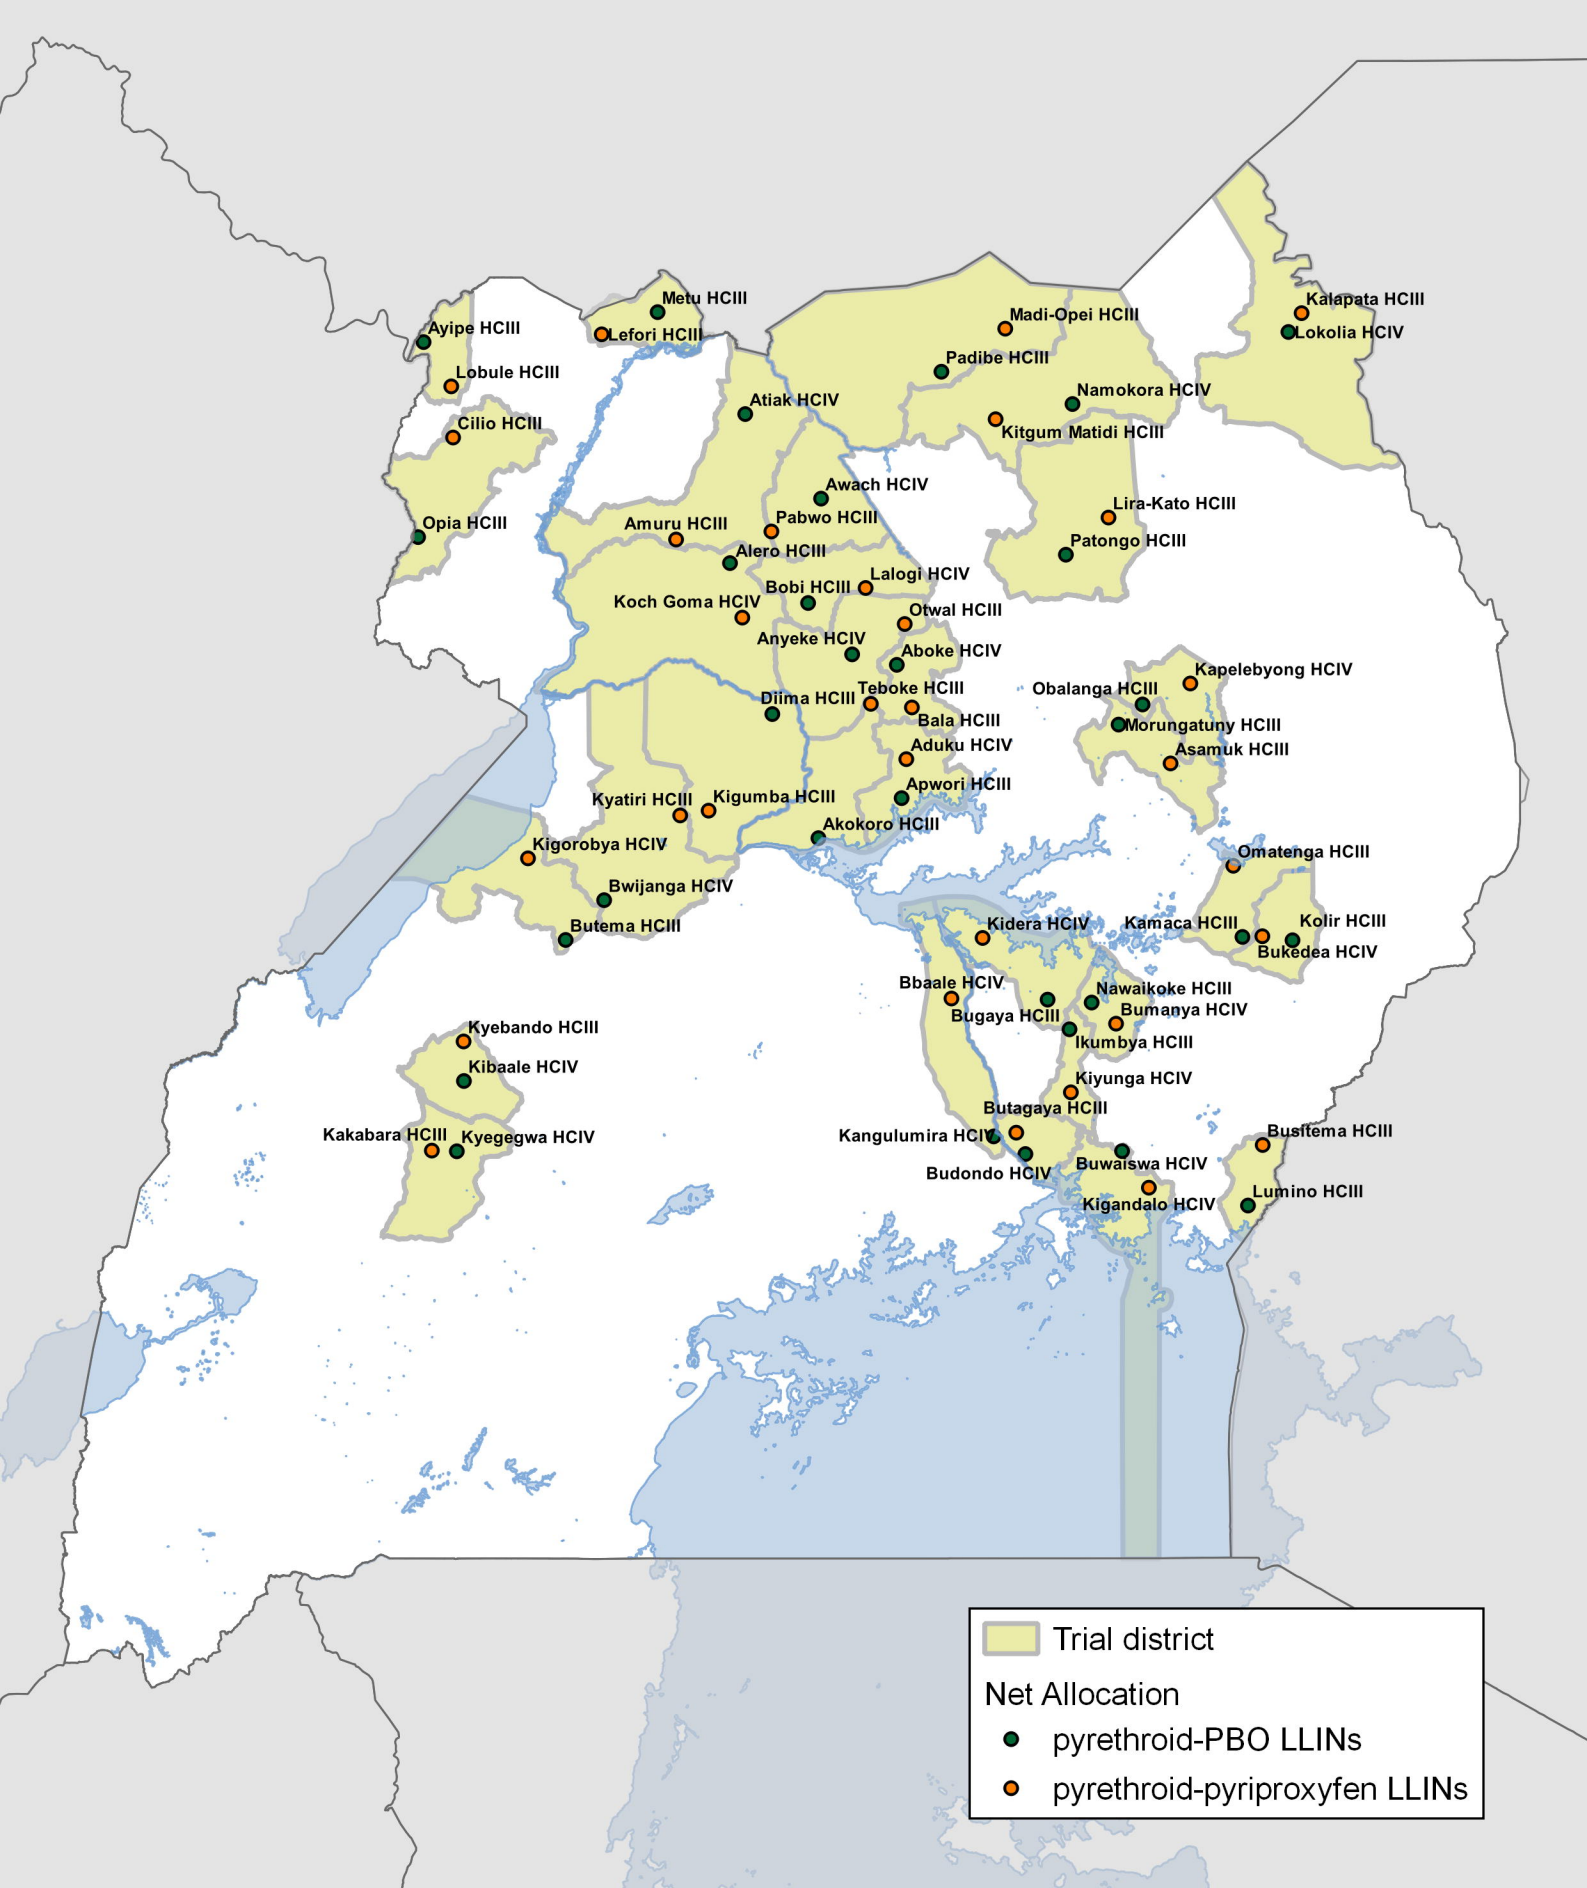 Metu HCIII
Kalapata HCIII
Madi-Opei HCIII
Ayipe HCIII
Lefori HCIII
Lokolia HCIV
Padibe HCIII
Lobule HCIII
Namokora HCIV
Atiak HCIV
Cilio HCIII
Kitgum Matidi HCIII
Awach HCIV
Lira-Kato HCIII
Pabwo HCIII
Opia HCIII
Amuru HCIII
Patongo HCIII
Alero HCIII
Lalogi HCIV
Bobi HCIII
Koch Goma HCIV
Otwal HCIII
Anyeke HCIV
Aboke HCIV
Kapelebyong HCIV
Teboke HCIII
Obalanga HCIII
Diima HCIII
Bala HCIII
Morungatuny HCIII
Aduku HCIV
Asamuk HCIII
Apwori HCIII
Kyatiri HCIII
Kigumba HCIII
Akokoro HCIII
Kigorobya HCIV
Omatenga HCIII
Bwijanga HCIV
Butema HCIII
Kidera HCIV
Kamaca HCIII
Kolir HCIII
Bukedea HCIV
Bbaale HCIV
Nawaikoke HCIII
Bugaya HCIII
Bumanya HCIV
Kyebando HCIII
Ikumbya HCIII
Kibaale HCIV
Kiyunga HCIV
Butagaya HCIII
Kakabara HCIII
Kyegegwa HCIV
Kangulumira HCIV
Busitema HCIII
Buwaiswa HCIV
Budondo HCIV
Lumino HCIII
Kigandalo HCIV
Trial district
Net Allocation
pyrethroid-PBO LLINs
pyrethroid-pyriproxyfen LLINs